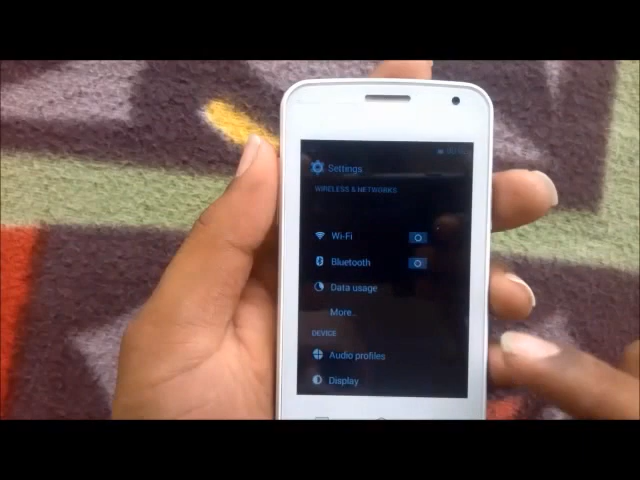 Settings
WIRELESS & NETWORKS
Wi-Fi
Bluetooth
Data usage
More…
DEVICE
Audio profiles
Display